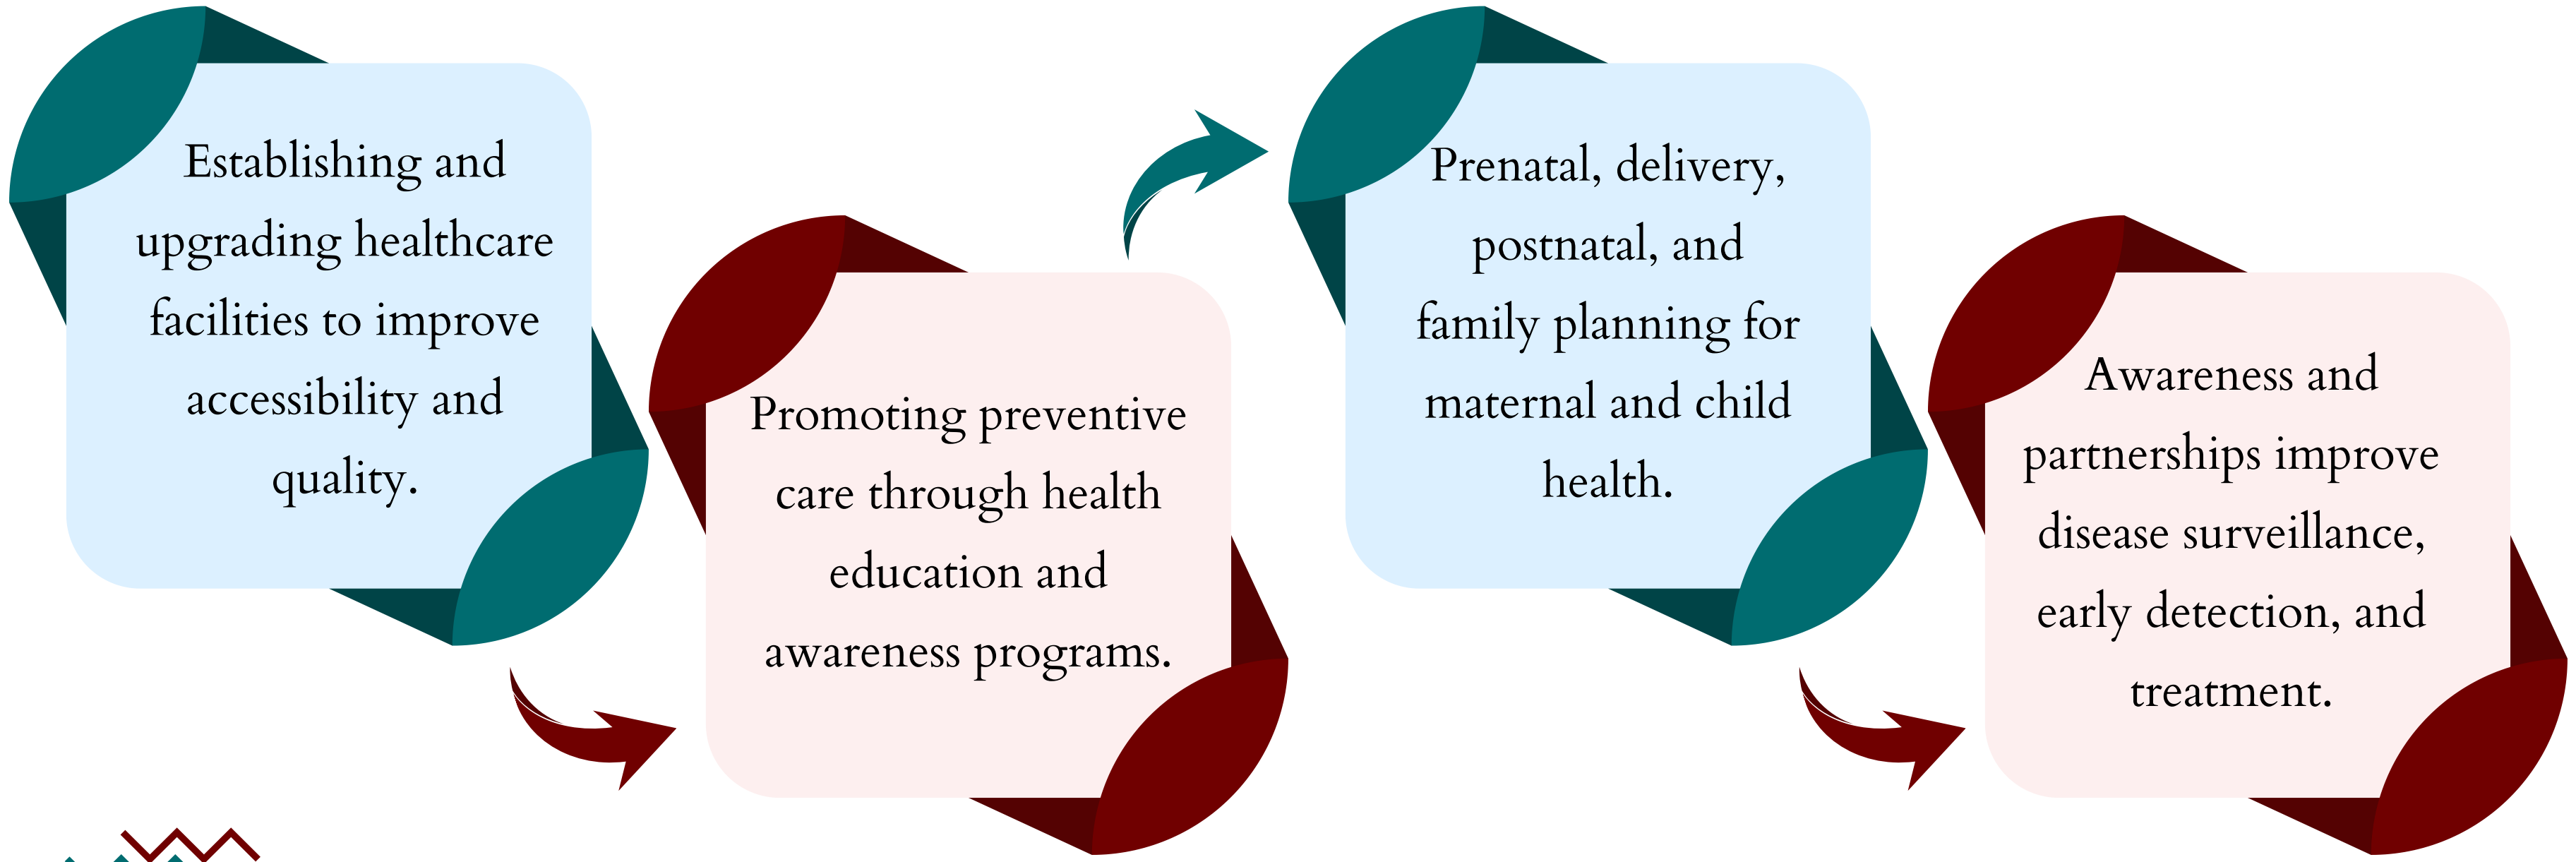 Establishing and
upgrading healthcare
facilities to improve
accessibility and
quality.
Promoting preventive
care through health
education and
awareness programs.
Prenatal, delivery,
postnatal, and
family planning for
maternal and child
health.
Awareness and
partnerships improve
disease surveillance,
early detection, and
treatment.